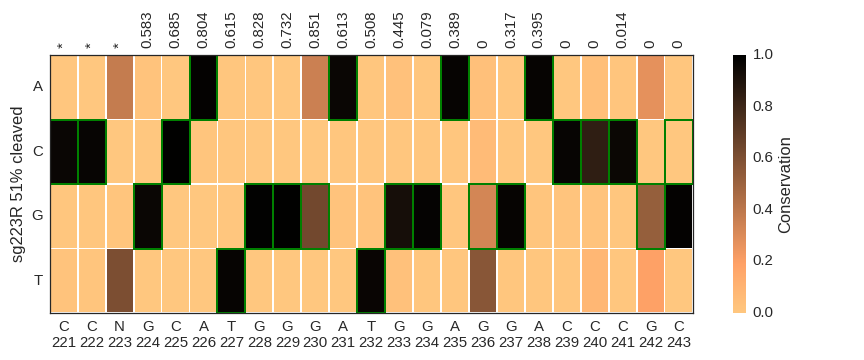 * * * 0.583 0.685 0.804 0.615 0.828 0.732 0.851 0.613 0.508 0.445 0.079 0.389 0 0.317 0.395 0 0 0.014 0 0
sg223R 51% cleaved
A
C
G
T
C C N G C A T G G G A T G G A G G A C C C G C
221 222 223 224 225 226 227 228 229 230 231 232 233 234 235 236 237 238 239 240 241 242 243
1.0
0.8
0.6
0.4
0.2
0.0
Conservation